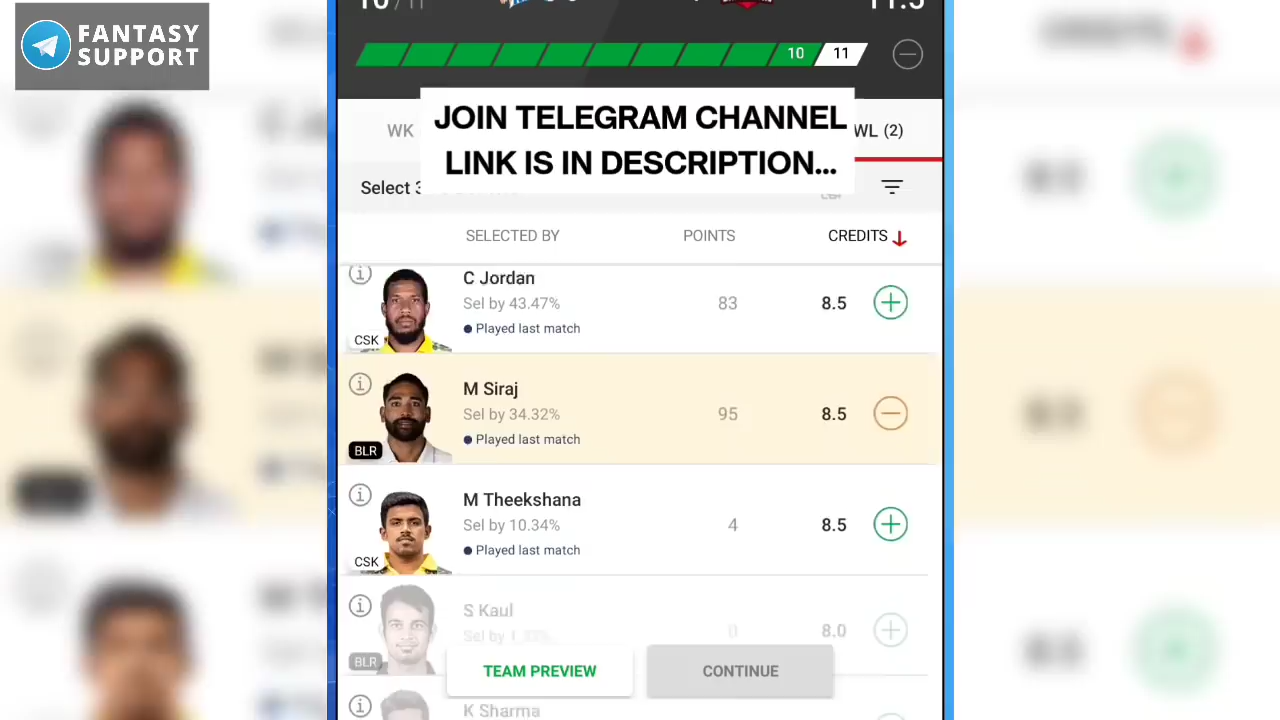 FANTASY
SUPPORT
10 11
JOIN TELEGRAM CHANNEL
LINK IS IN DESCRIPTION...
WK
WL (2)
Select 3
SELECTED BY POINTS CREDITS
C Jordan
Sel by 43.47% 83 8.5
Played last match
CSK
M Siraj
Sel by 34.32% 95 8.5
Played last match
BLR
M Theekshana
Sel by 10.34% 4 8.5
Played last match
CSK
S Kaul
Sel by
0 8.0
BLR
TEAM PREVIEW CONTINUE
K Sharma